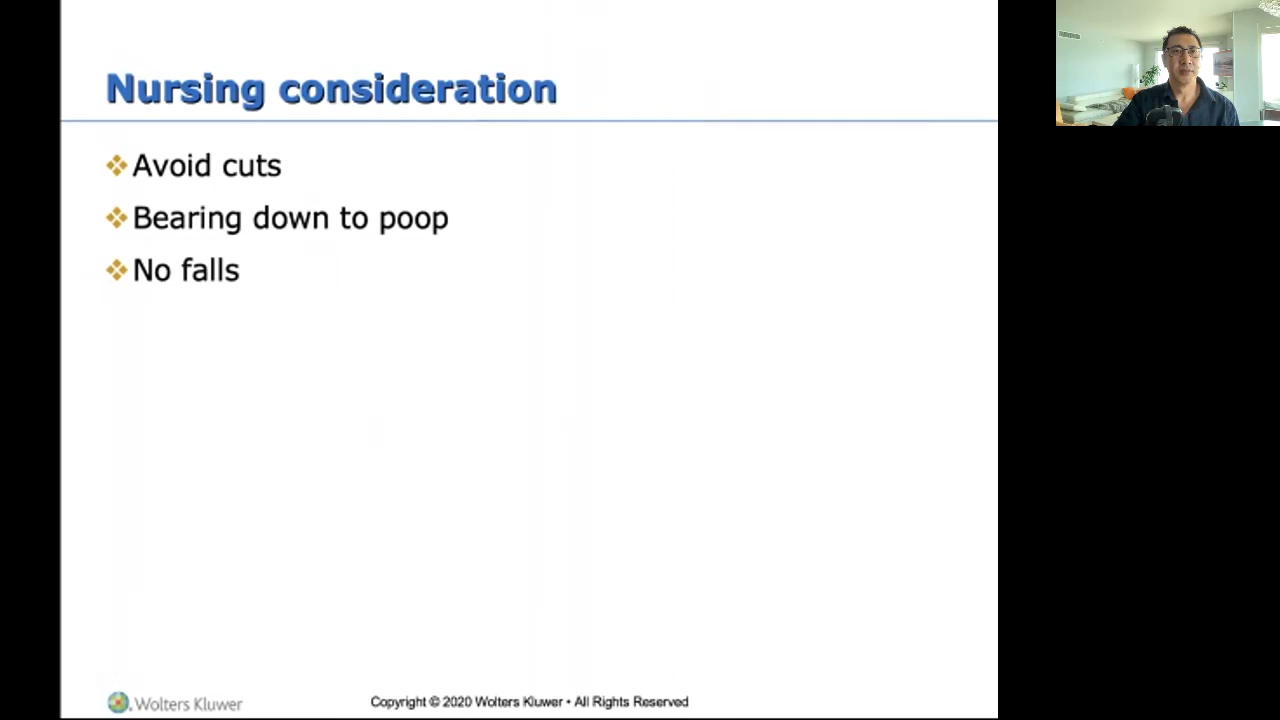 Nursing consideration
Avoid cuts
Bearing down to poop
No falls
Wolters Kluwer
Copyright © 2020 Wolters Kluwer • All Rights Reserved